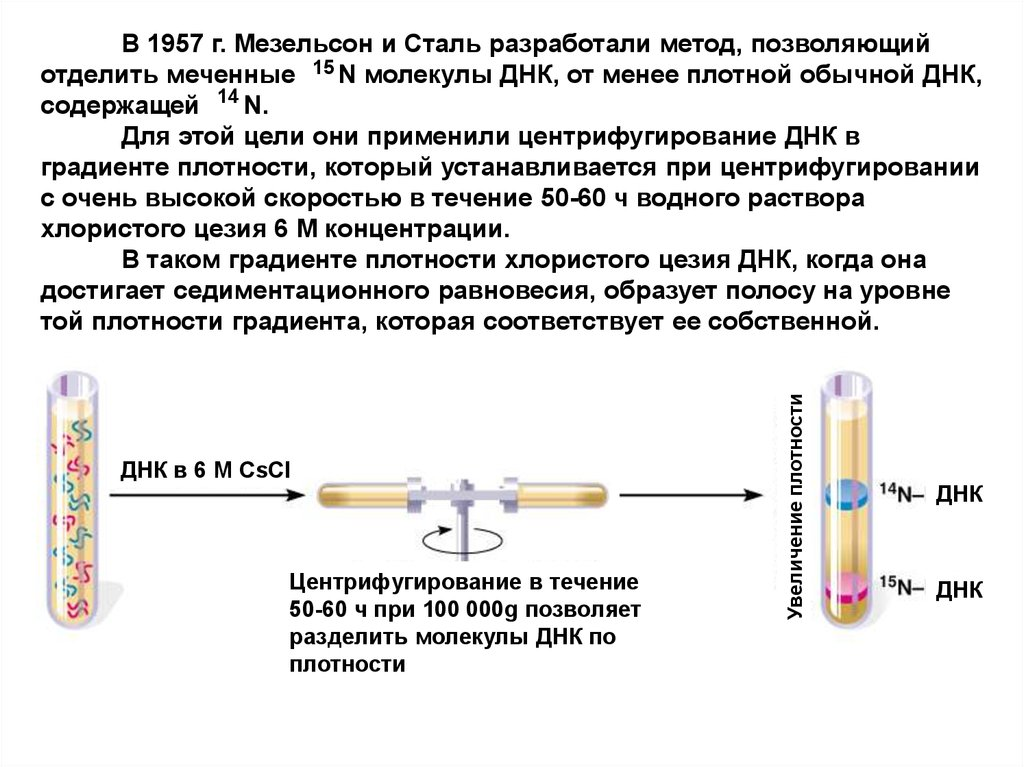 В 1957 г. Мезельсон и Сталь разработали метод, позволяющий
отделить меченные 15 N молекулы ДНК, от менее плотной обычной ДНК,
содержащей 14 N.
Для этой цели они применили центрифугирование ДНК в
градиенте плотности, который устанавливается при центрифугировании
с очень высокой скоростью в течение 50-60 ч водного раствора
хлористого цезия 6 М концентрации.
В таком градиенте плотности хлористого цезия ДНК, когда она
достигает седиментационного равновесия, образует полосу на уровне
той плотности градиента, которая соответствует ее собственной.
ДНК в 6 М CsCl
Центрифугирование в течение
50-60 ч при 100 000g позволяет
разделить молекулы ДНК по
плотности
Увеличение плотности
14N– ДНК
15N– ДНК